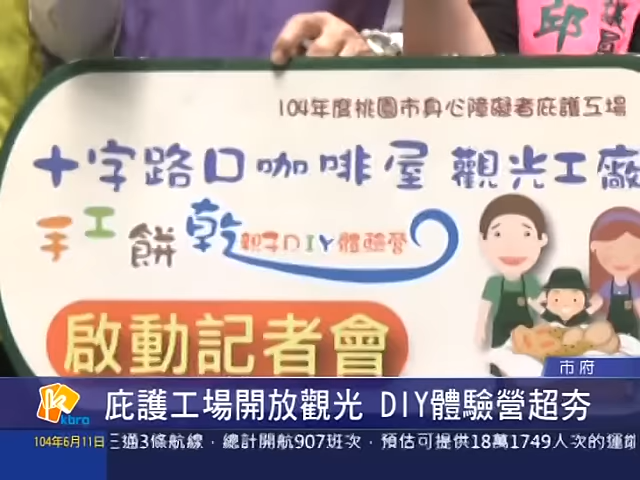 邱
議員
104年度桃園市身心障礙者庇護工場
十字路口咖啡屋 觀光工廠
手工餅乾 親子DIY體驗營
啟動記者會
市府
kbro
庇護工場開放觀光 DIY體驗營超夯
104年6月11日
三通3條航線，總計開航907班次，預估可提供18萬1749人次的運